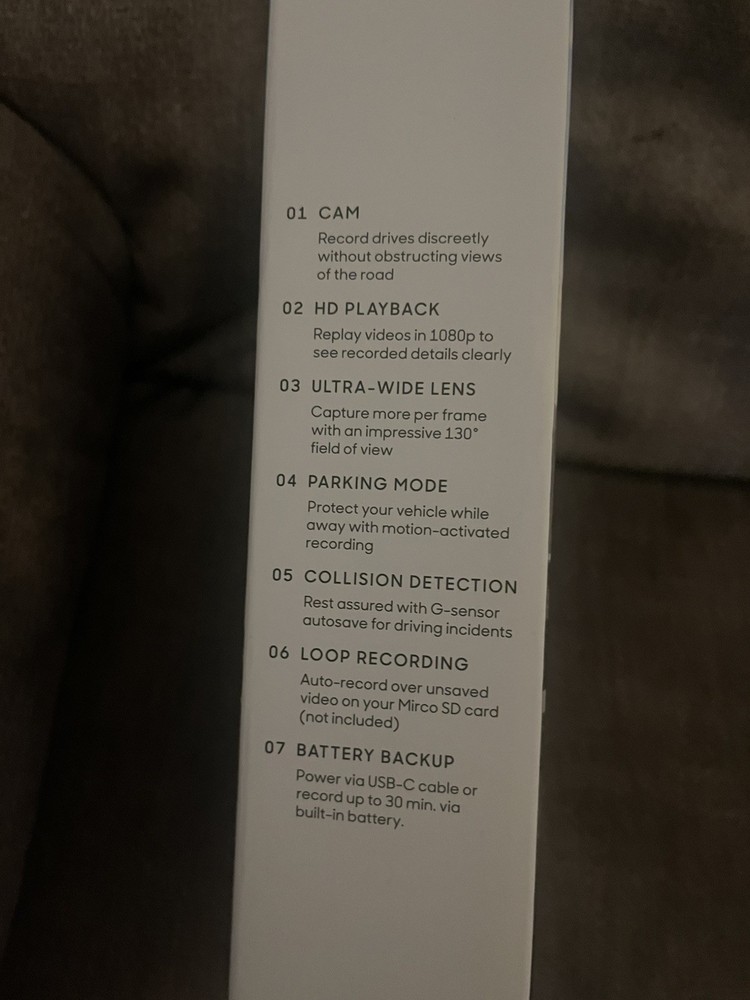 01 CAM
Record drives discreetly
without obstructing views
of the road
02 HD PLAYBACK
Replay videos in 1080p to
see recorded details clearly
03 ULTRA-WIDE LENS
Capture more per frame
with an impressive 130°
field of view
04 PARKING MODE
Protect your vehicle while
away with motion-activated
recording
05 COLLISION DETECTION
Rest assured with G-sensor
autosave for driving incidents
06 LOOP RECORDING
Auto-record over unsaved
video on your Mirco SD card
(not included)
07 BATTERY BACKUP
Power via USB-C cable or
record up to 30 min. via
built-in battery.